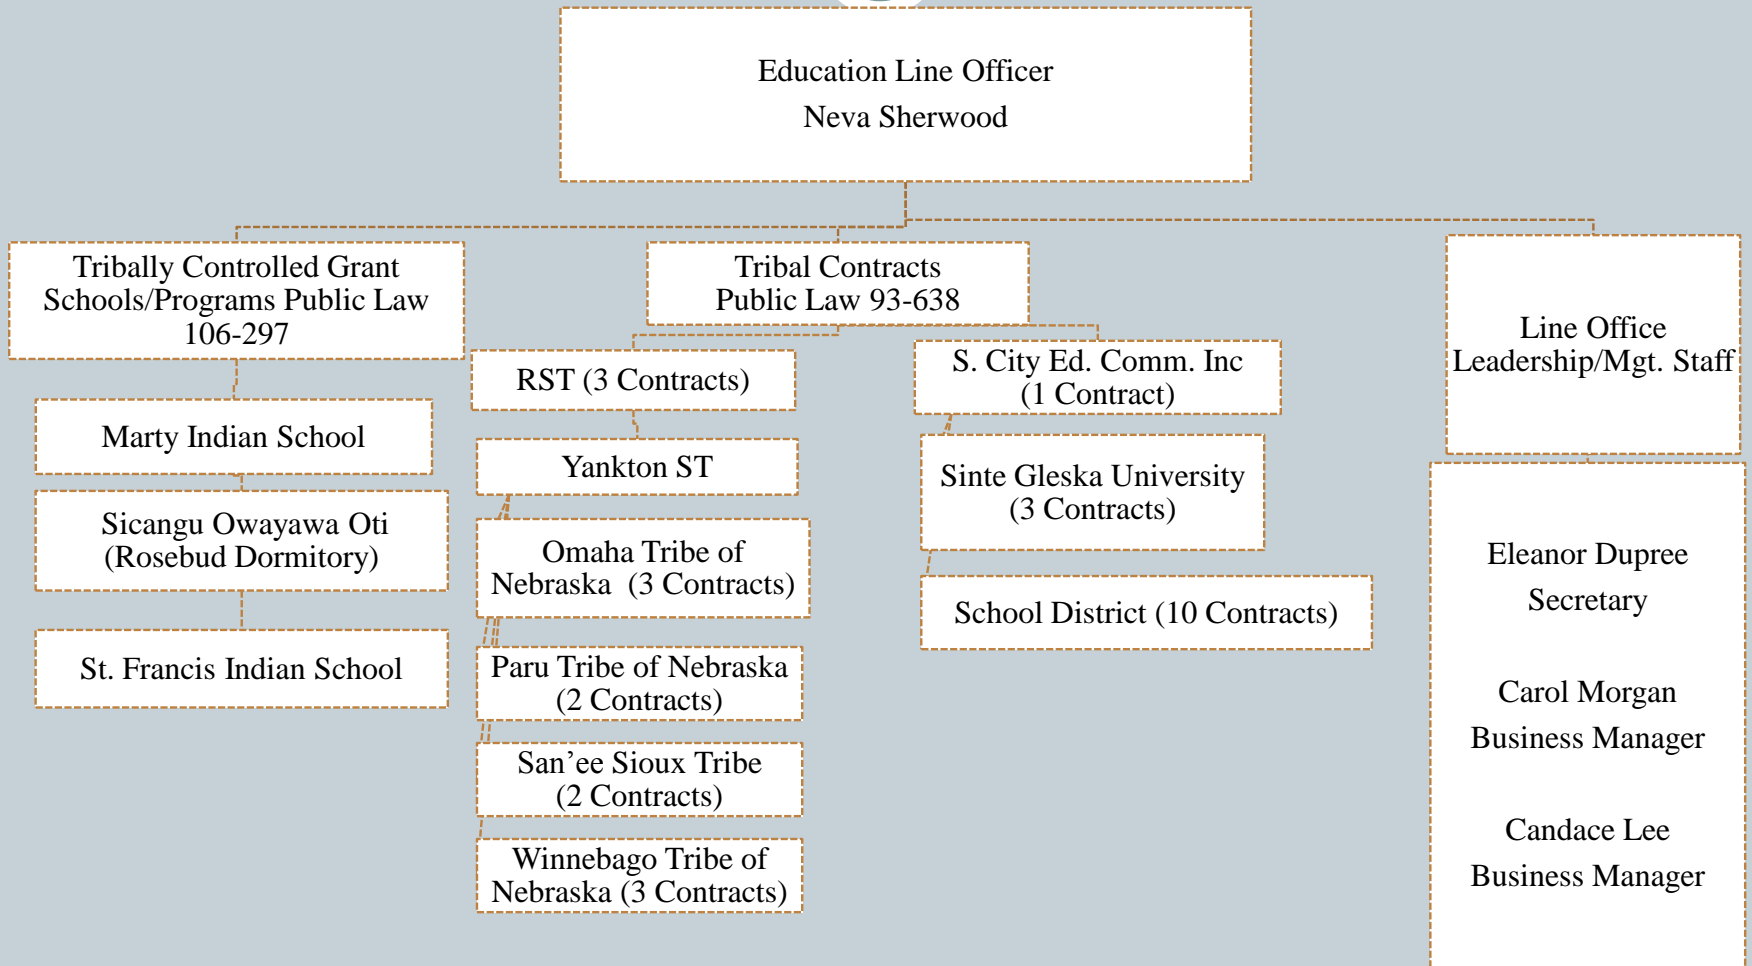 Education Line Officer
Neva Sherwood
Tribally Controlled Grant
Schools/Programs Public Law
106-297
Marty Indian School
Sicangu Owayawa Oti
(Rosebud Dormitory)
St. Francis Indian School
Tribal Contracts
Public Law 93-638
RST (3 Contracts)
Yankton ST
Omaha Tribe of
Nebraska (3 Contracts)
Paru Tribe of Nebraska
(2 Contracts)
San’ee Sioux Tribe
(2 Contracts)
Winnebago Tribe of
Nebraska (3 Contracts)
S. City Ed. Comm. Inc
(1 Contract)
Sinte Gleska University
(3 Contracts)
School District (10 Contracts)
Line Office
Leadership/Mgt. Staff
Eleanor Dupree
Secretary
Carol Morgan
Business Manager
Candace Lee
Business Manager